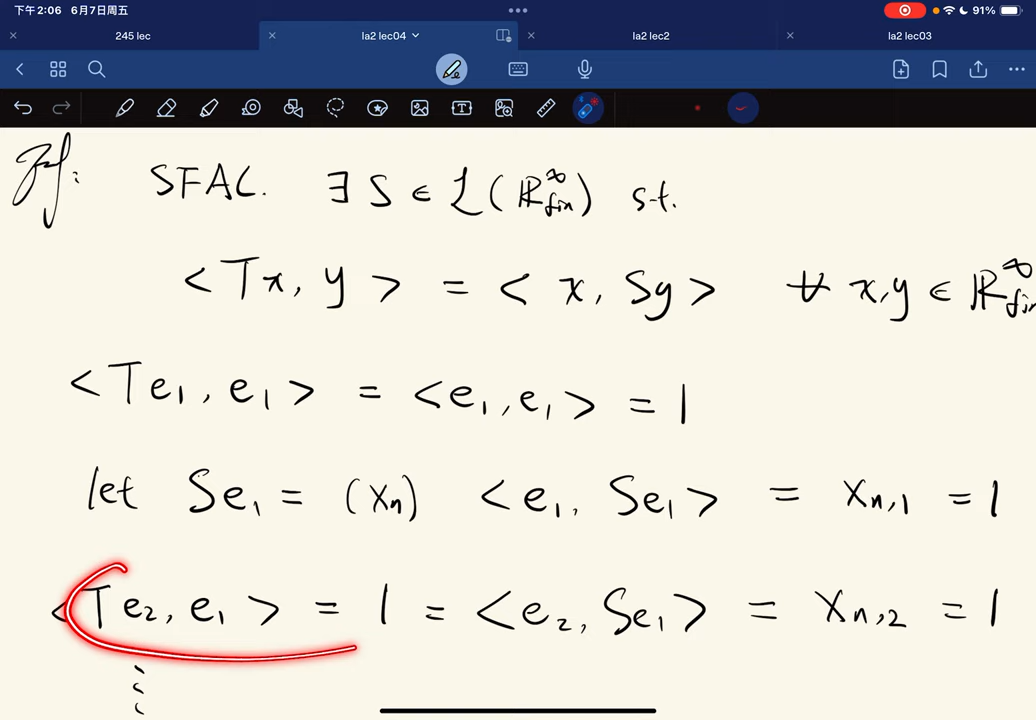 下午2:06 6月7日周五 91%
245 lec la2 lec04 la2 lec2 la2 lec03
Pf: SFAC. ∃ S ∈ L(ℝ^∞_fin) s.t.
<Tx, y> = <x, Sy> ∀ x,y ∈ ℝ^∞_fin
<Te₁, e₁> = <e₁, e₁> = 1
let Se₁ = (xₙ) <e₁, Se₁> = xₙ,₁ = 1
<Te₂, e₁> = 1 = <e₂, Se₁> = xₙ,₂ = 1
⋮